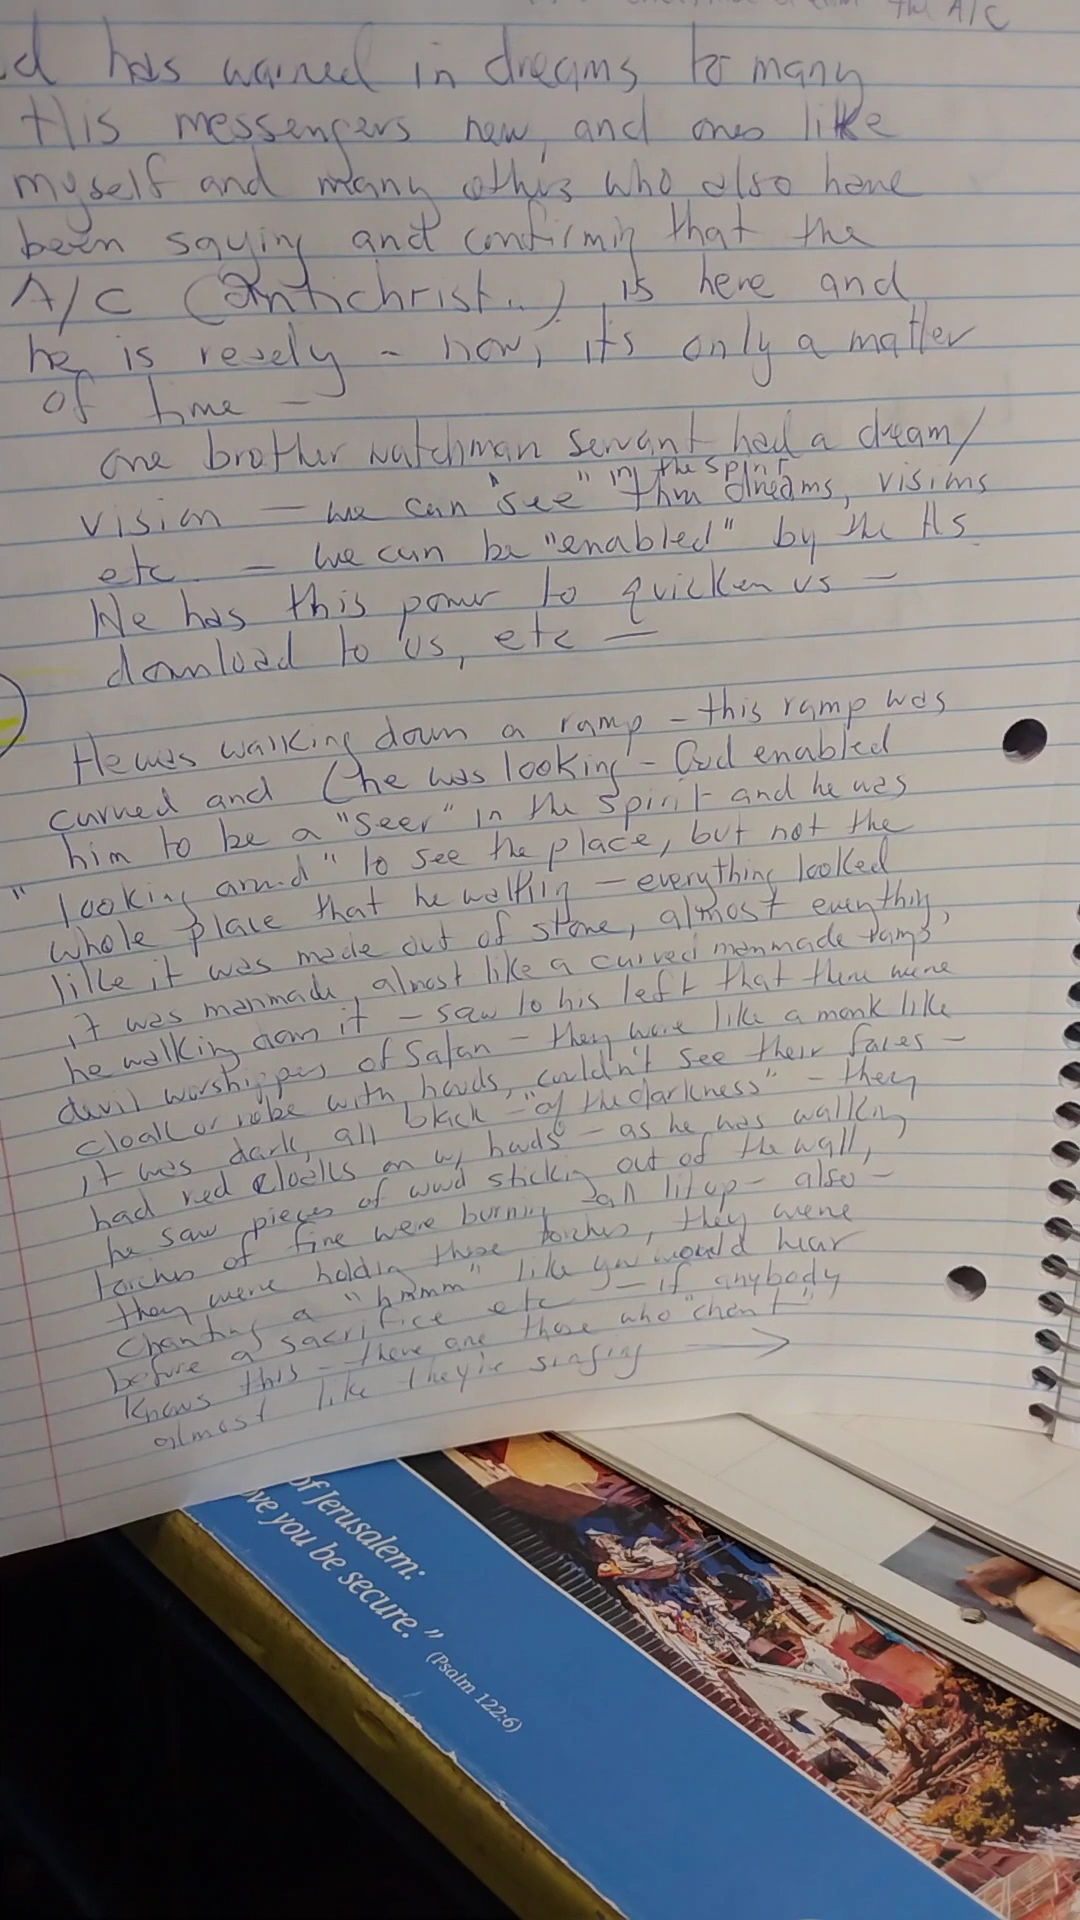 the A/C
has warned in dreams to many
His messengers now, and ones like
myself and many others who also have
been saying and confirmin that the
A/C (antichrist..) is here and
he is ready - now, it's only a matter
of time -
one brother watchman servant had a dream/
vision - we can "see" in the spirit thru dreams, visions
etc. - we can be "enabled" by the HS.
He has this power to quicken us -
download to us, etc -
He was walking down a ramp - this ramp was
curved and (he was looking - God enabled
him to be a "seer" in the spirit and he was
"looking around" to see the place, but not the
whole place that he walking - everything looked
like it was made out of stone, almost everything,
it was manmade, almost like a curved manmade ramp
he walking down it - saw to his left that there were
devil worshippers of Satan - they were like a monk like
cloak or robe with hoods, couldn't see their faces -
it was dark, all black - "of the darkness" - they
had red cloaks on w/ hoods - as he was walking
he saw pieces of wood stickin out of the wall,
torches of fire were burning all lit up - also -
they were holding these torches, they were
chanting a "hmmm" like you would hear
before a sacrifice etc - if anybody
knows this - there are those who "chant"
almost like they're singing →
of Jerusalem:
ve you be secure."
(Psalm 122:6)